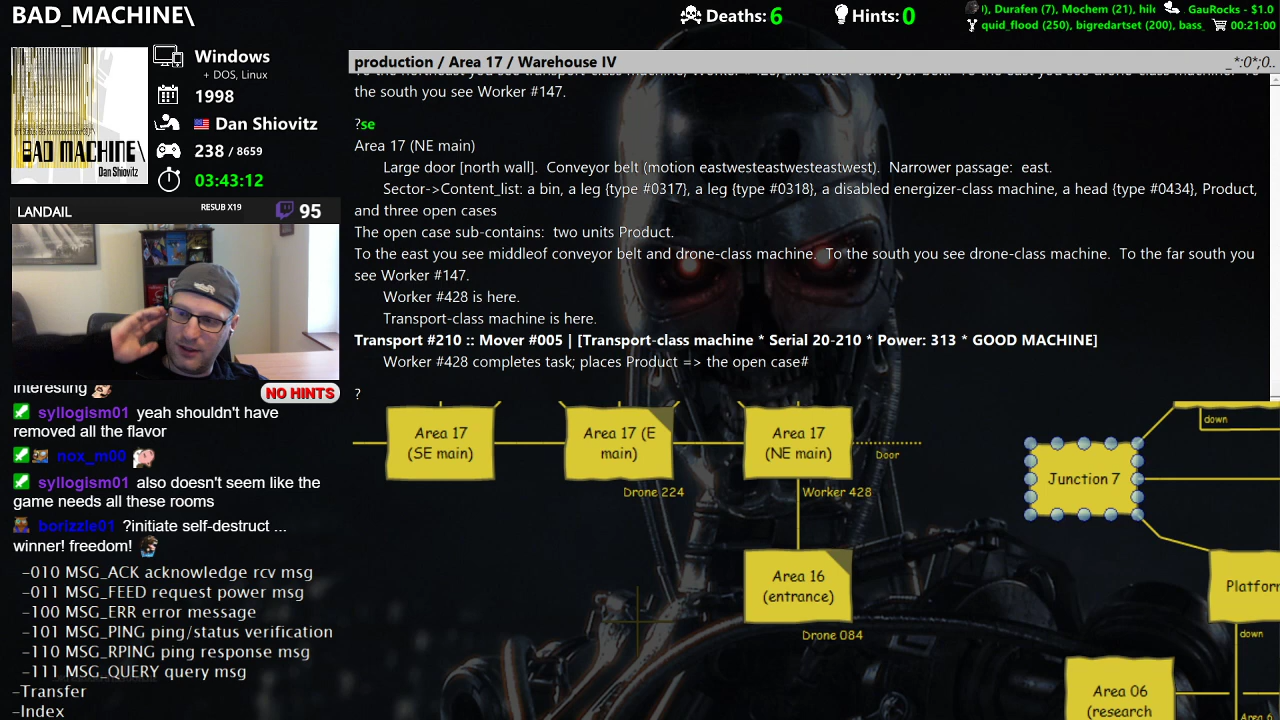 BAD_MACHINE\
Deaths: 6
Hints: 0
Durafen (7), Mochem (21),
GauRocks - $1.0
quid_flood (250), bigredartset (200), bass_
00:21:00
BAD MACHINE\
Dan Shiovitz
Windows
+ DOS, Linux
1998
Dan Shiovitz
238 / 8659
03:43:12
LANDAIL
RESUB X19
95
NO HINTS
interesting
syllogism01 yeah shouldn't have
removed all the flavor
nox_m00
syllogism01 also doesn't seem like the
game needs all these rooms
borizzle01 ?initiate self-destruct ...
winner! freedom!
-010 MSG_ACK acknowledge rcv msg
-011 MSG_FEED request power msg
-100 MSG_ERR error message
-101 MSG_PING ping/status verification
-110 MSG_RPING ping response msg
-111 MSG_QUERY query msg
-Transfer
-Index
production / Area 17 / Warehouse IV
_*:0*;0..
the south you see Worker #147.
?se
Area 17 (NE main)
Large door [north wall]. Conveyor belt (motion eastwesteastwesteastwest). Narrower passage: east.
Sector->Content_list: a bin, a leg {type #0317}, a leg {type #0318}, a disabled energizer-class machine, a head {type #0434}, Product,
and three open cases
The open case sub-contains: two units Product.
To the east you see middleof conveyor belt and drone-class machine. To the south you see drone-class machine. To the far south you
see Worker #147.
Worker #428 is here.
Transport-class machine is here.
Transport #210 :: Mover #005 | [Transport-class machine * Serial 20-210 * Power: 313 * GOOD MACHINE]
Worker #428 completes task; places Product => the open case#
?
Area 17
(SE main)
Area 17 (E
main)
Drone 224
Area 17
(NE main)
Door
Worker 428
Area 16
(entrance)
Drone 084
Junction 7
down
Platfor
down
Area 06
(research